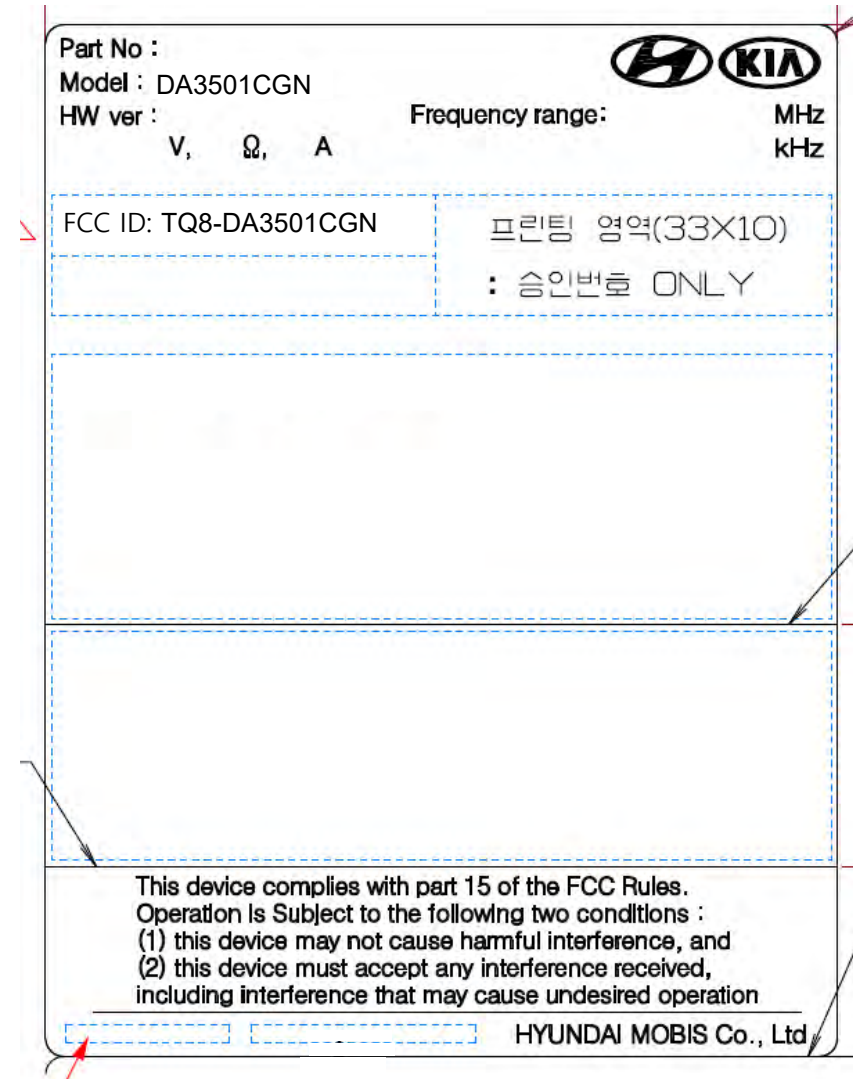 Part No :
Model : DA3501CGN
KIA
HW ver :
Frequency range: MHz
V, Ω, A
kHz
FCC ID: TQ8-DA3501CGN
프린팅 영역(33X10)
: 승인번호 ONLY
This device complies with part 15 of the FCC Rules.
Operation is Subject to the following two conditions :
(1) this device may not cause harmful interference, and
(2) this device must accept any interference received,
including interference that may cause undesired operation
HYUNDAI MOBIS Co., Ltd